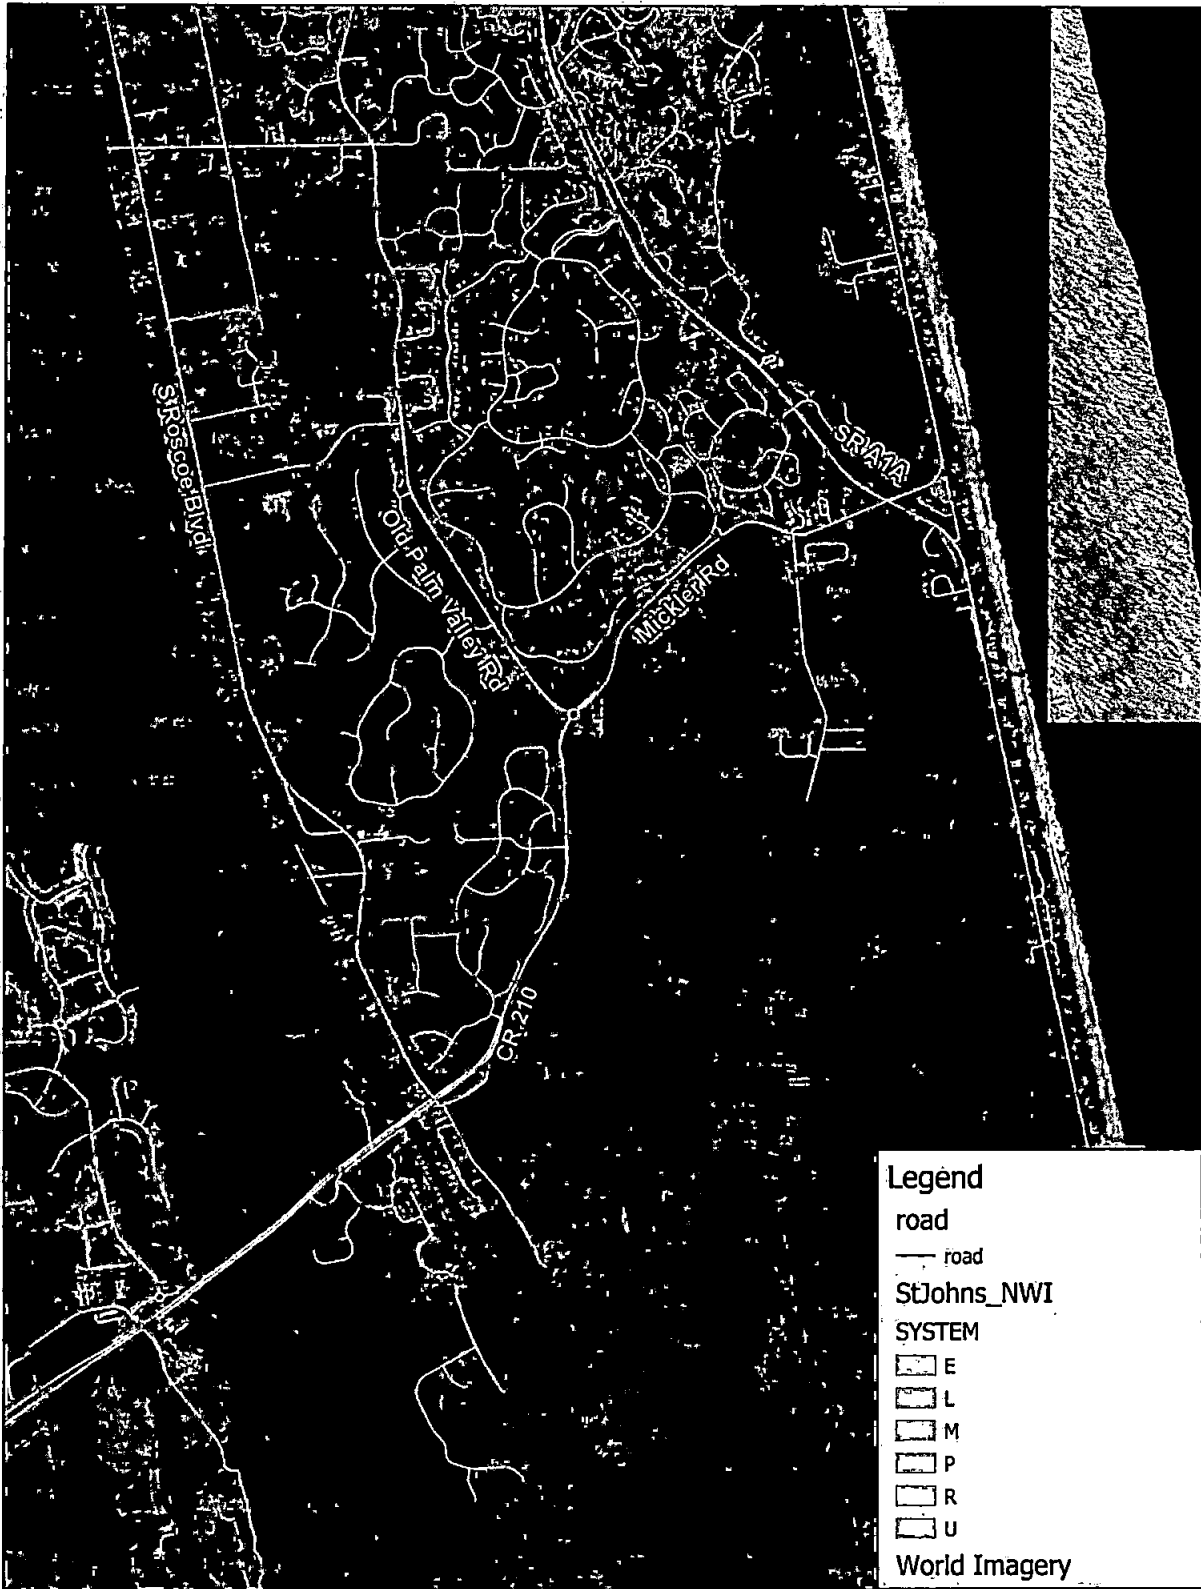 SR A1A
S Roscoe Blvd
Old Palm Valley Rd
Mickler Rd
CR 210
Legend
road
road
StJohns_NWI
SYSTEM
E
L
M
P
R
U
World Imagery